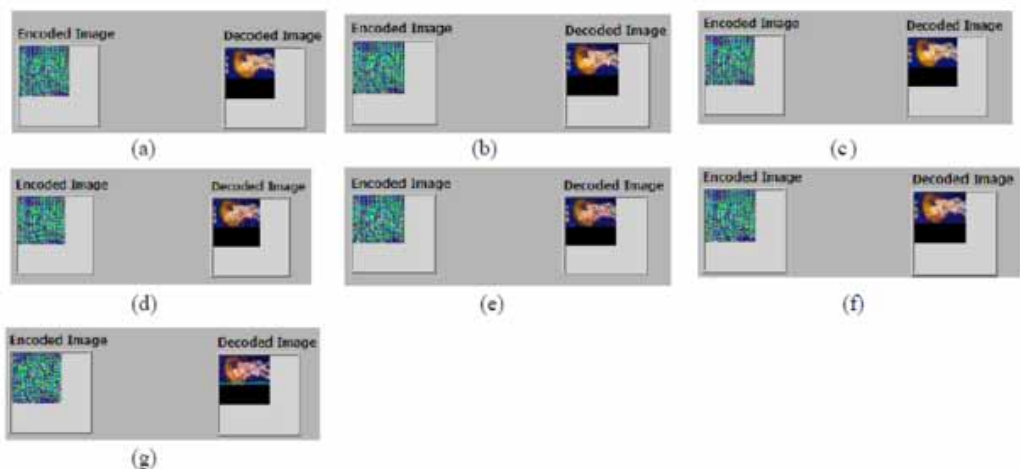 Encoded Image Decoded Image
(a)
Encoded Image Decoded Image
(b)
Encoded Image Decoded Image
(c)
Encoded Image Decoded Image
(d)
Encoded Image Decoded Image
(e)
Encoded Image Decoded Image
(f)
Encoded Image Decoded Image
(g)